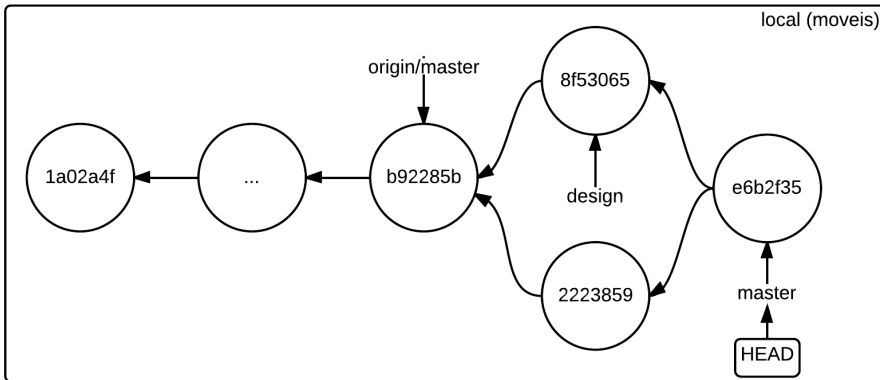 local (moveis)
origin/master
8f53065
1a02a4f
...
b92285b
e6b2f35
design
2223859
master
HEAD